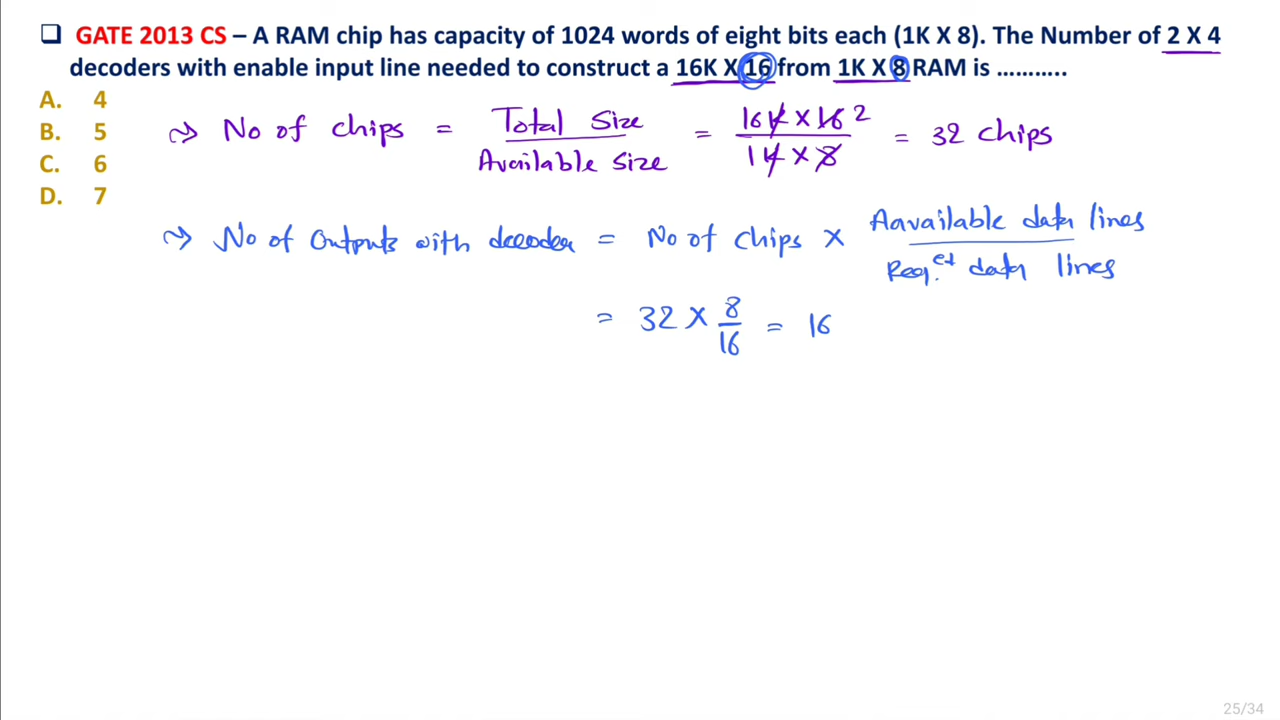 ❑ GATE 2013 CS – A RAM chip has capacity of 1024 words of eight bits each (1K X 8). The Number of 2 X 4
decoders with enable input line needed to construct a 16K X 16 from 1K X 8 RAM is ………..
A. 4
B. 5
C. 6
D. 7
⤳ No of chips = Total Size / Available size = 16K X 16 2 / 1K X 8 = 32 chips
⤳ No of Outputs with decoder = No of chips X Aavailable data lines / Req.ed data lines
= 32 X 8/16 = 16
25/34